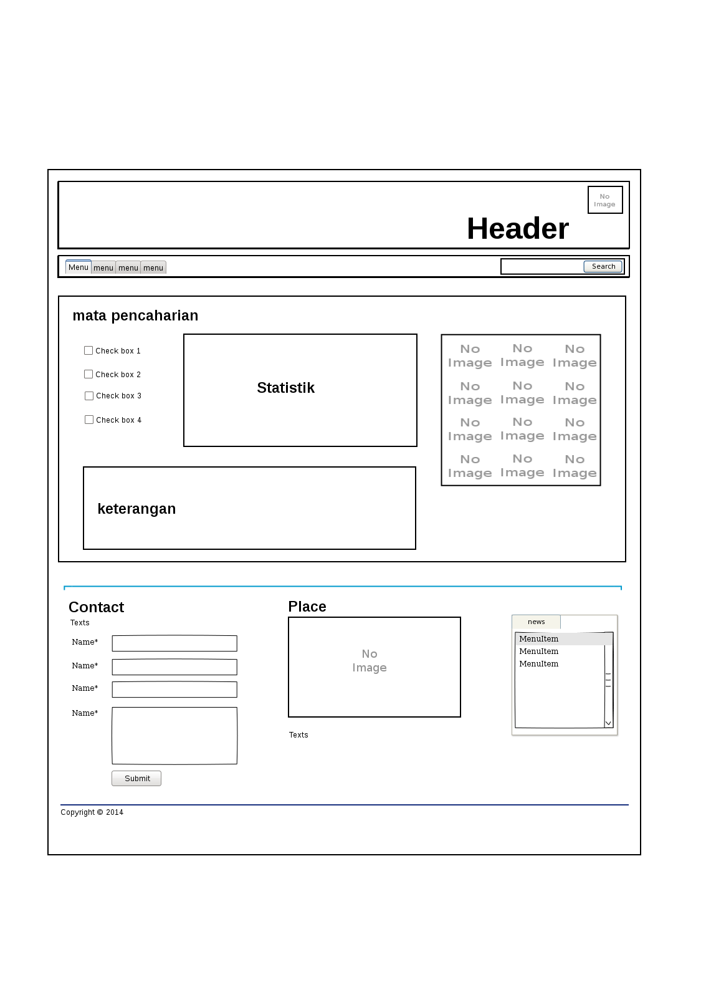 No
Image
Header
Menu menu menu menu
Search
mata pencaharian
Check box 1
Check box 2
Check box 3
Check box 4
Statistik
No No No
Image Image Image
No No No
Image Image Image
No No No
Image Image Image
No No No
Image Image Image
keterangan
Contact
Texts
Name*
Name*
Name*
Name*
Submit
Place
No
Image
Texts
news
MenuItem
MenuItem
MenuItem
Copyright © 2014